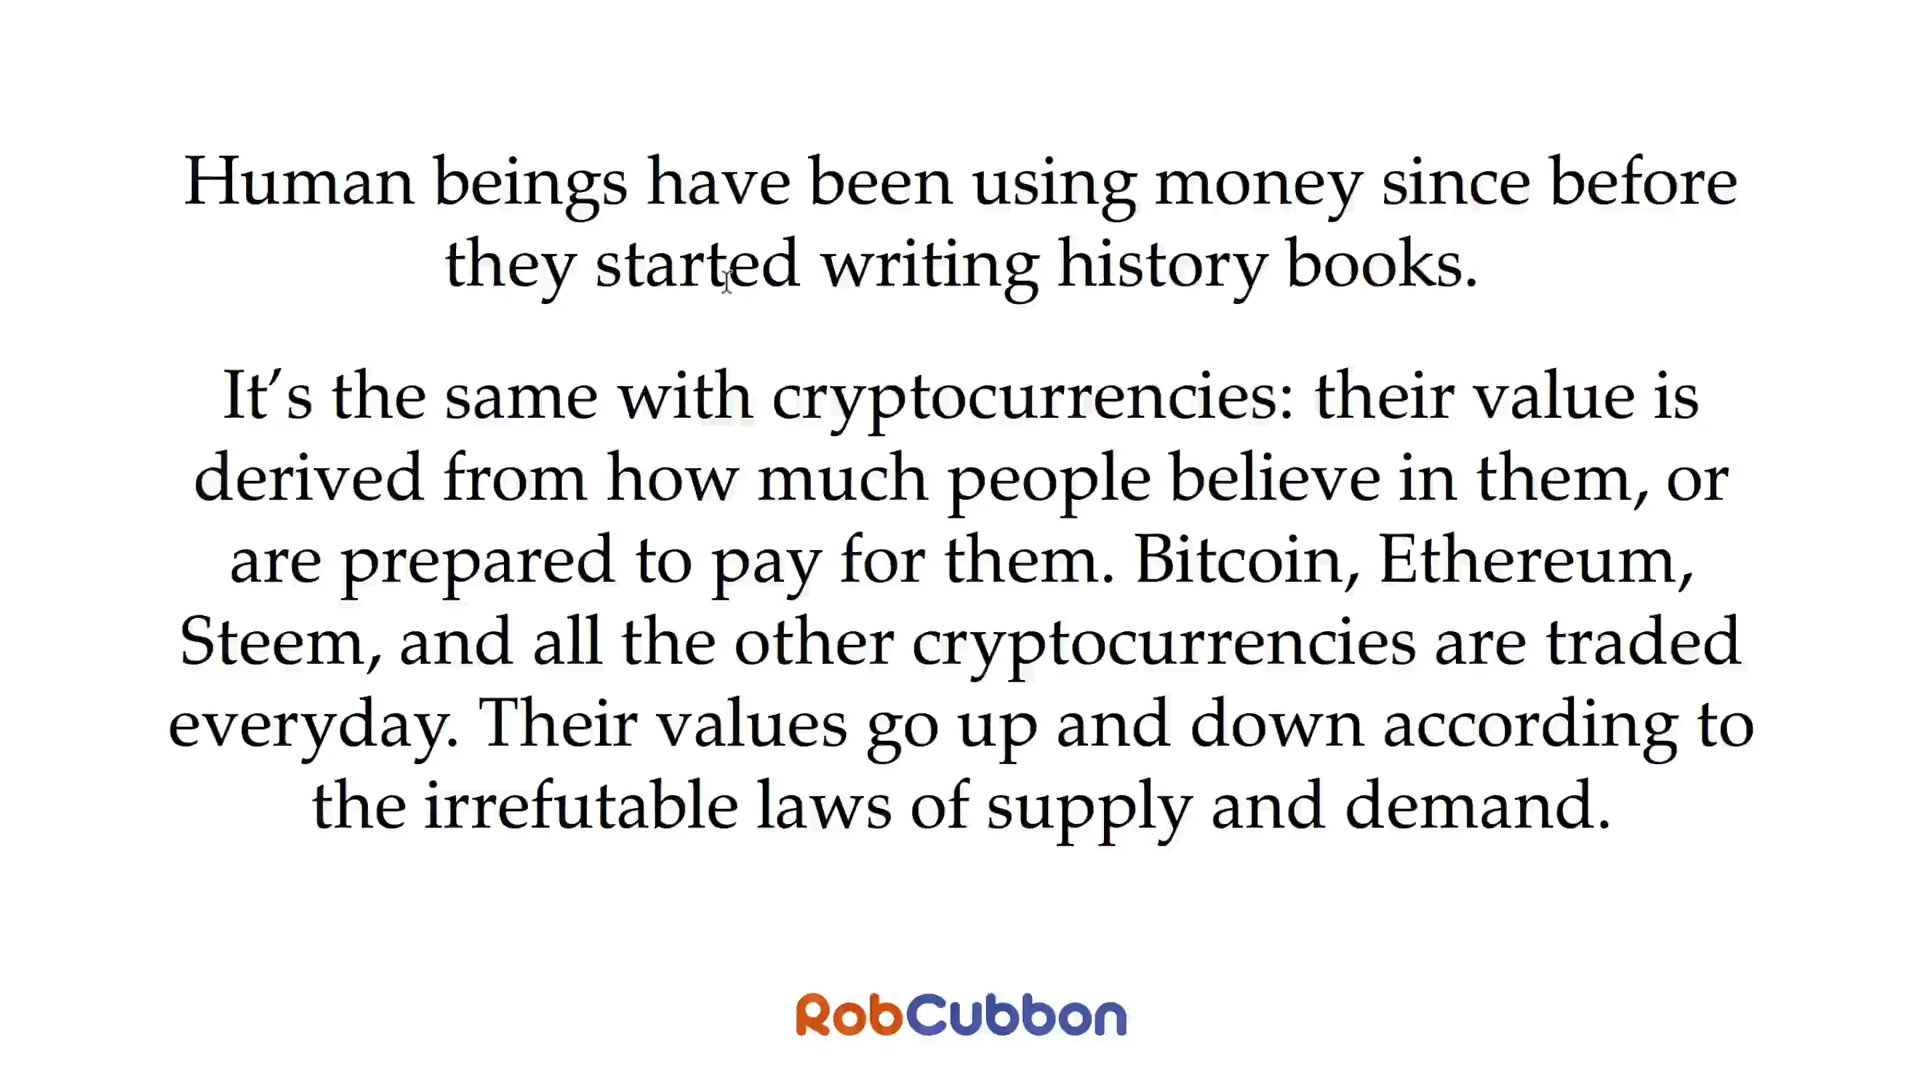 Human beings have been using money since before
they started writing history books.
It’s the same with cryptocurrencies: their value is
derived from how much people believe in them, or
are prepared to pay for them. Bitcoin, Ethereum,
Steem, and all the other cryptocurrencies are traded
everyday. Their values go up and down according to
the irrefutable laws of supply and demand.
RobCubbon